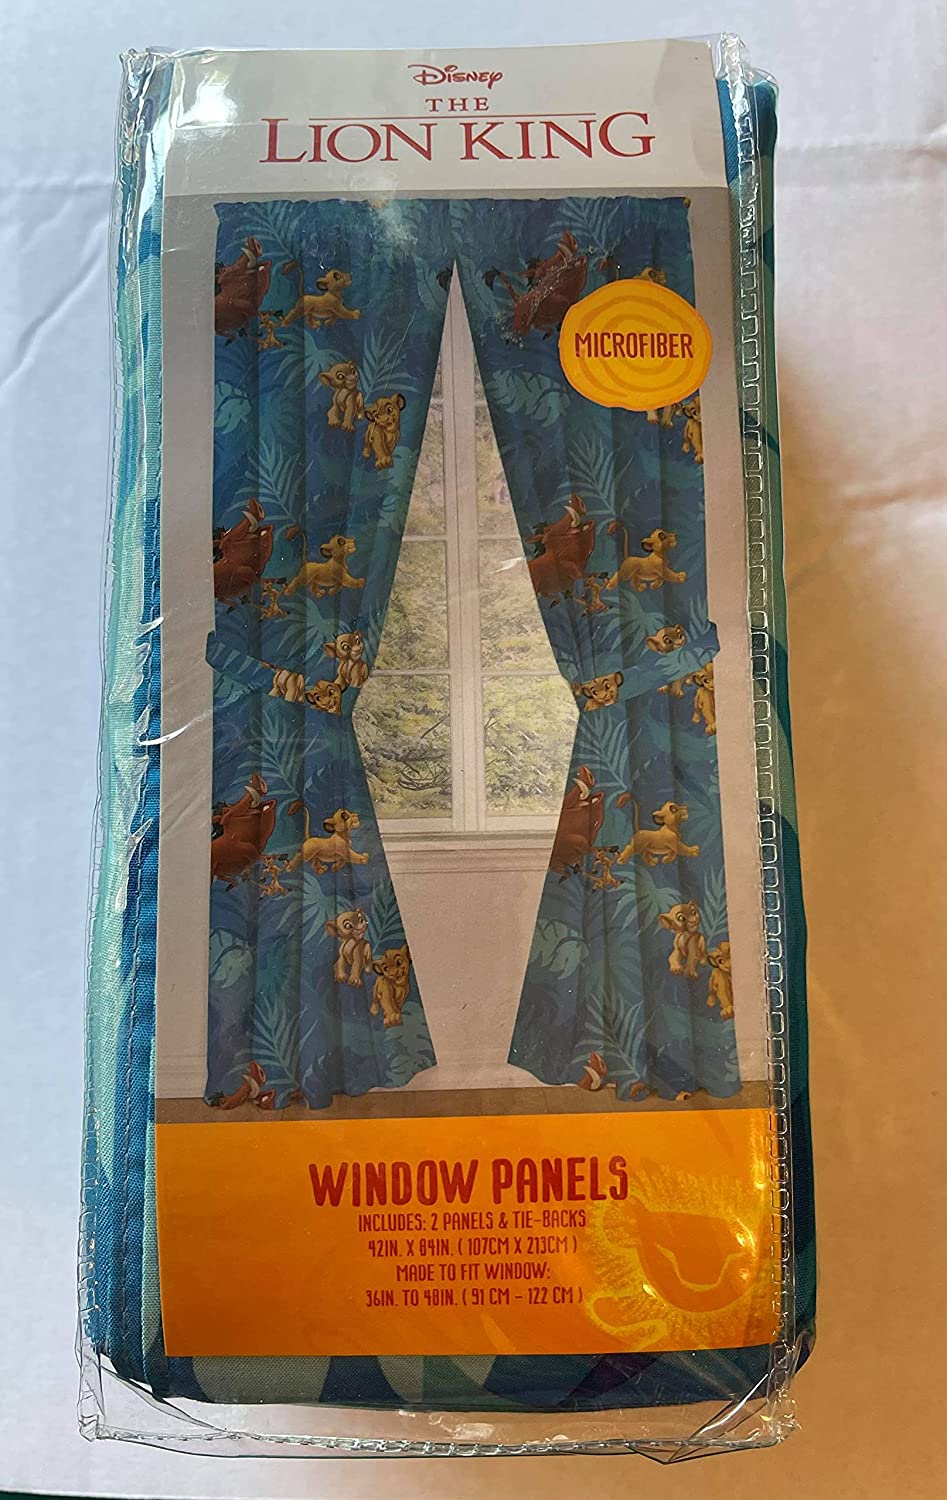 Disney
THE
LION KING
MICROFIBER
WINDOW PANELS
INCLUDES: 2 PANELS & TIE-BACKS
42IN. X 84IN. ( 107CM X 213CM )
MADE TO FIT WINDOW:
36IN. TO 48IN. ( 91 CM - 122 CM )